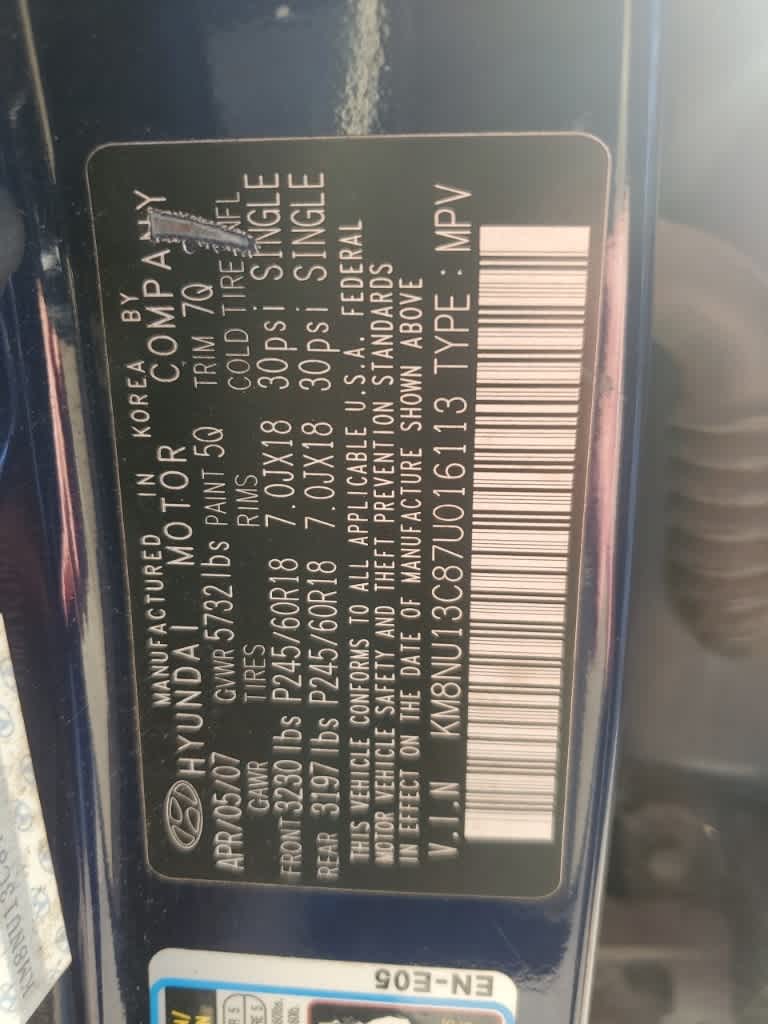 MANUFACTURED IN KOREA BY
HYUNDAI MOTOR COMPANY
APR/05/07 GVWR 5732 lbs PAINT 5Q TRIM 7Q
GAWR TIRES RIMS COLD TIRE INFL
FRONT 3230 lbs P245/60R18 7.0JX18 30psi SINGLE
REAR 3197 lbs P245/60R18 7.0JX18 30psi SINGLE
THIS VEHICLE CONFORMS TO ALL APPLICABLE U.S.A. FEDERAL
MOTOR VEHICLE SAFETY AND THEFT PREVENTION STANDARDS
IN EFFECT ON THE DATE OF MANUFACTURE SHOWN ABOVE
V.I.N KM8NU13C87U016113 TYPE : MPV
EN-E05